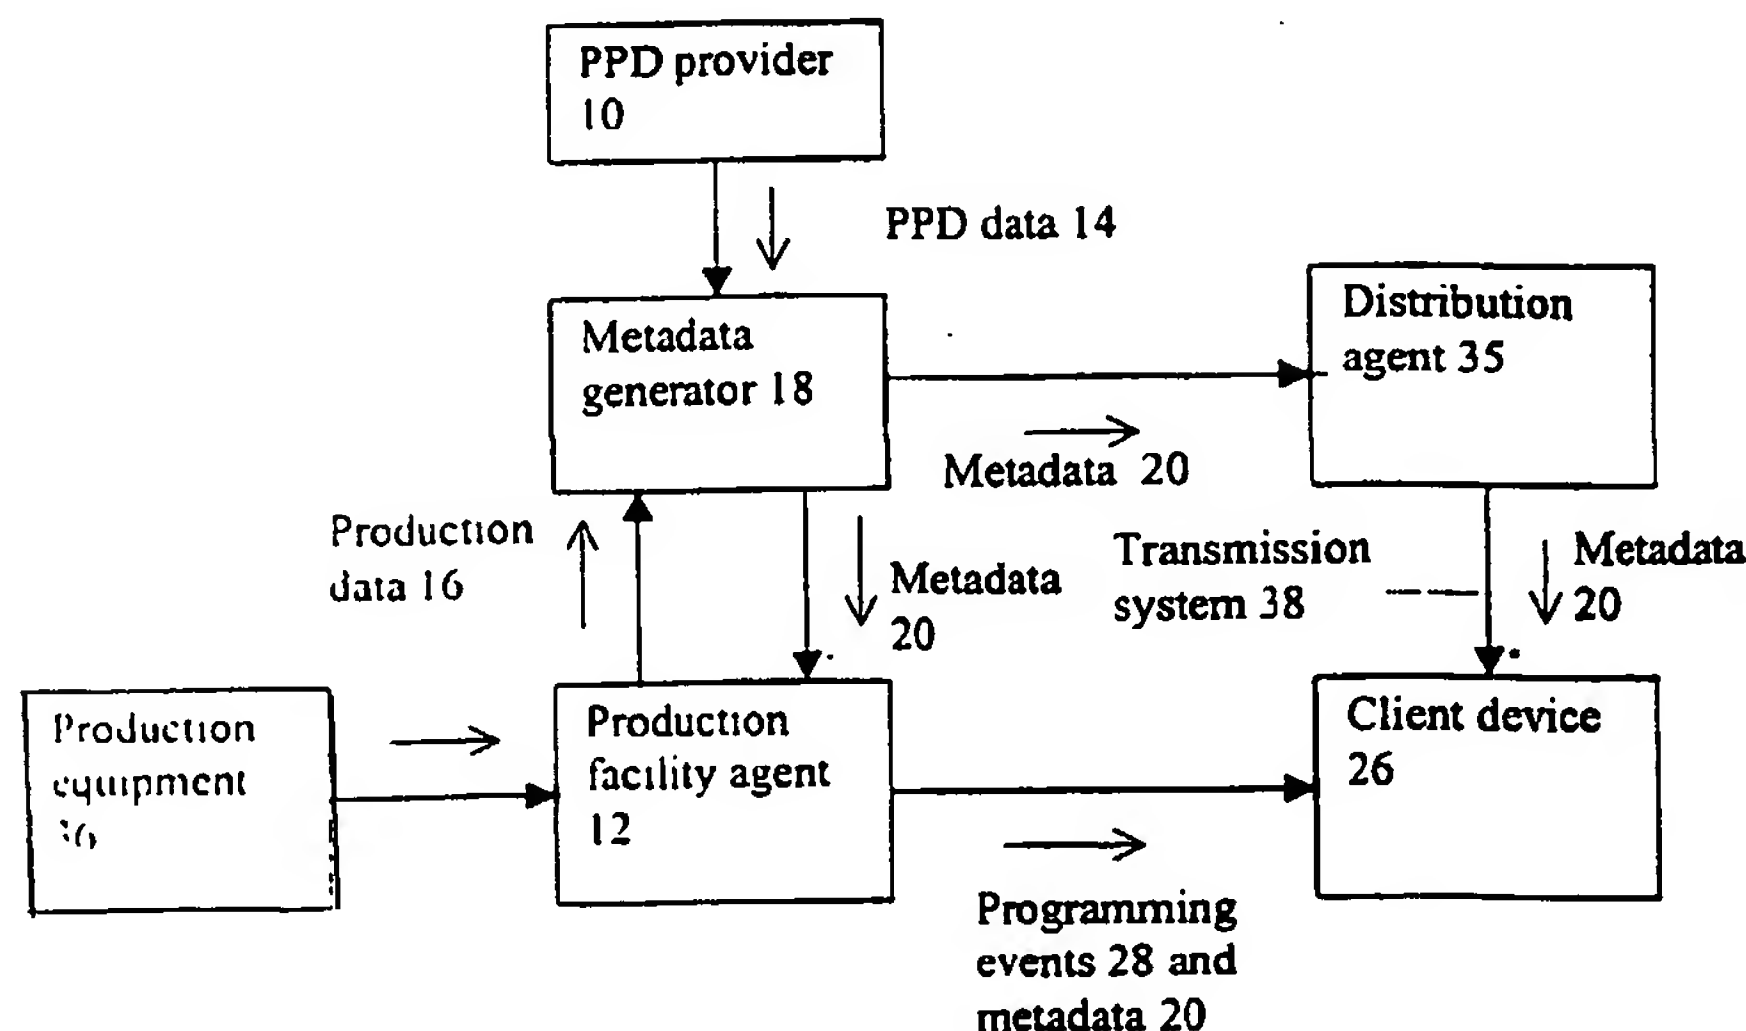 PPD provider
10
PPD data 14
Metadata
generator 18
Distribution
agent 35
Metadata 20
Production
data 16
Metadata
20
Transmission
system 38
Metadata
20
Production
equipment
Production
facility agent
12
Client device
26
Programming
events 28 and
metadata 20